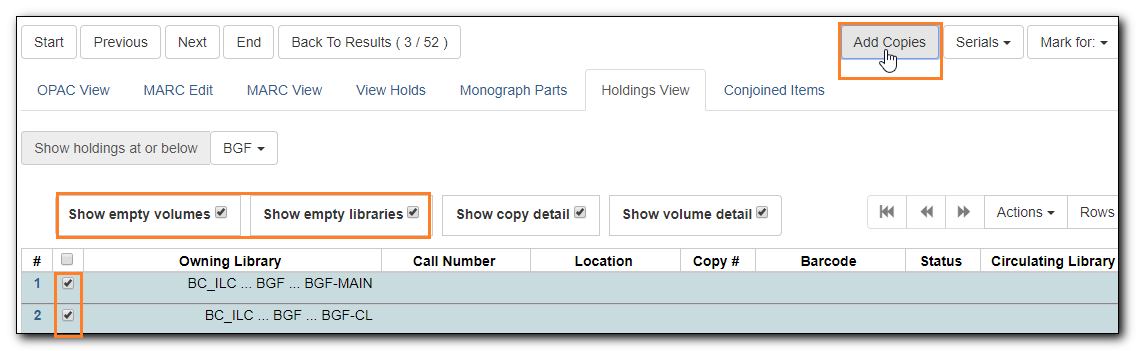 Start Previous Next End Back To Results ( 3 / 52 ) Add Copies Serials Mark for:
OPAC View MARC Edit MARC View View Holds Monograph Parts Holdings View Conjoined Items
Show holdings at or below BGF
Show empty volumes Show empty libraries Show copy detail Show volume detail Actions Rows
# Owning Library Call Number Location Copy # Barcode Status Circulating Library
1 BC_ILC ... BGF ... BGF-MAIN
2 BC_ILC ... BGF ... BGF-CL